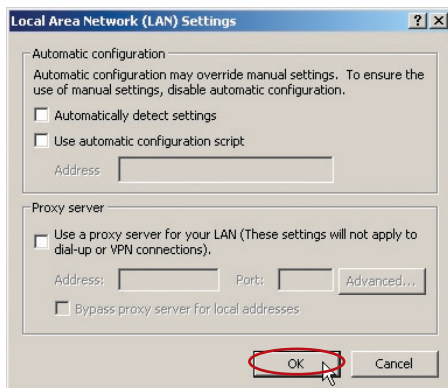 Local Area Network (LAN) Settings
Automatic configuration
Automatic configuration may override manual settings. To ensure the
use of manual settings, disable automatic configuration.
Automatically detect settings
Use automatic configuration script
Address
Proxy server
Use a proxy server for your LAN (These settings will not apply to
dial-up or VPN connections).
Address:
Port:
Advanced...
Bypass proxy server for local addresses
OK
Cancel